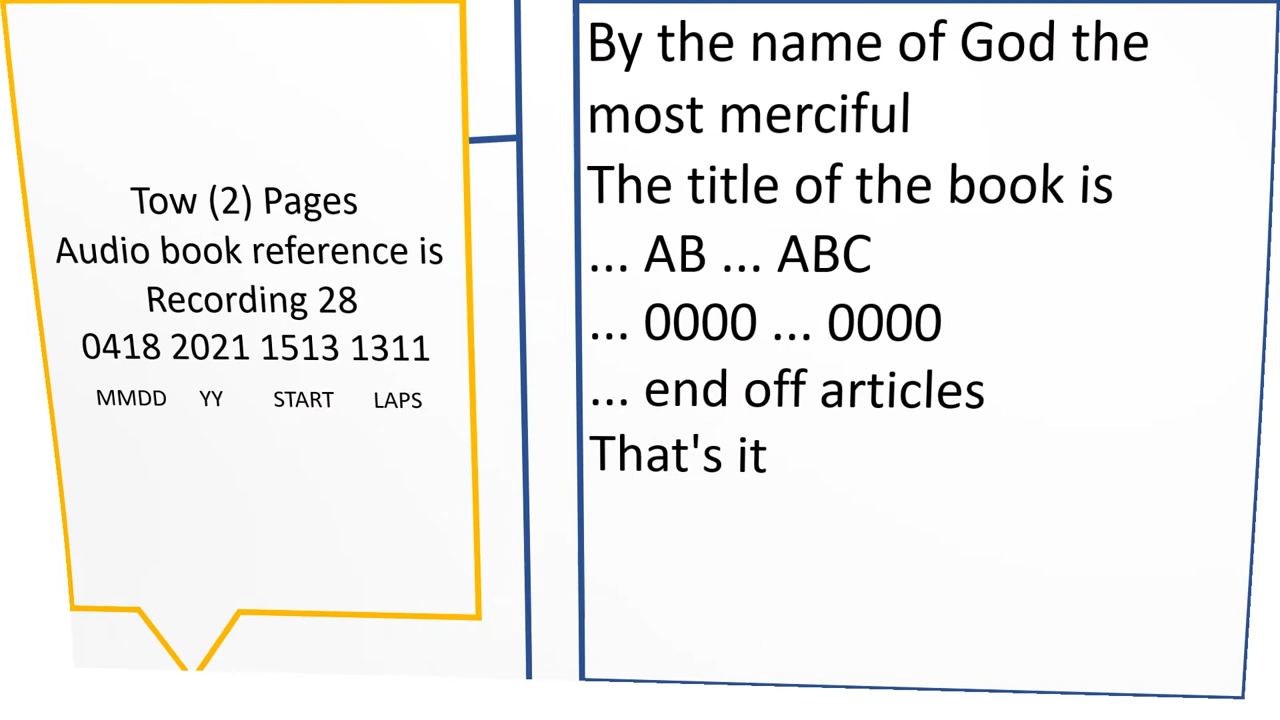 Tow (2) Pages
Audio book reference is
Recording 28
0418 2021 1513 1311
MMDD YY START LAPS
By the name of God the
most merciful
The title of the book is
... AB ... ABC
... 0000 ... 0000
... end off articles
That's it